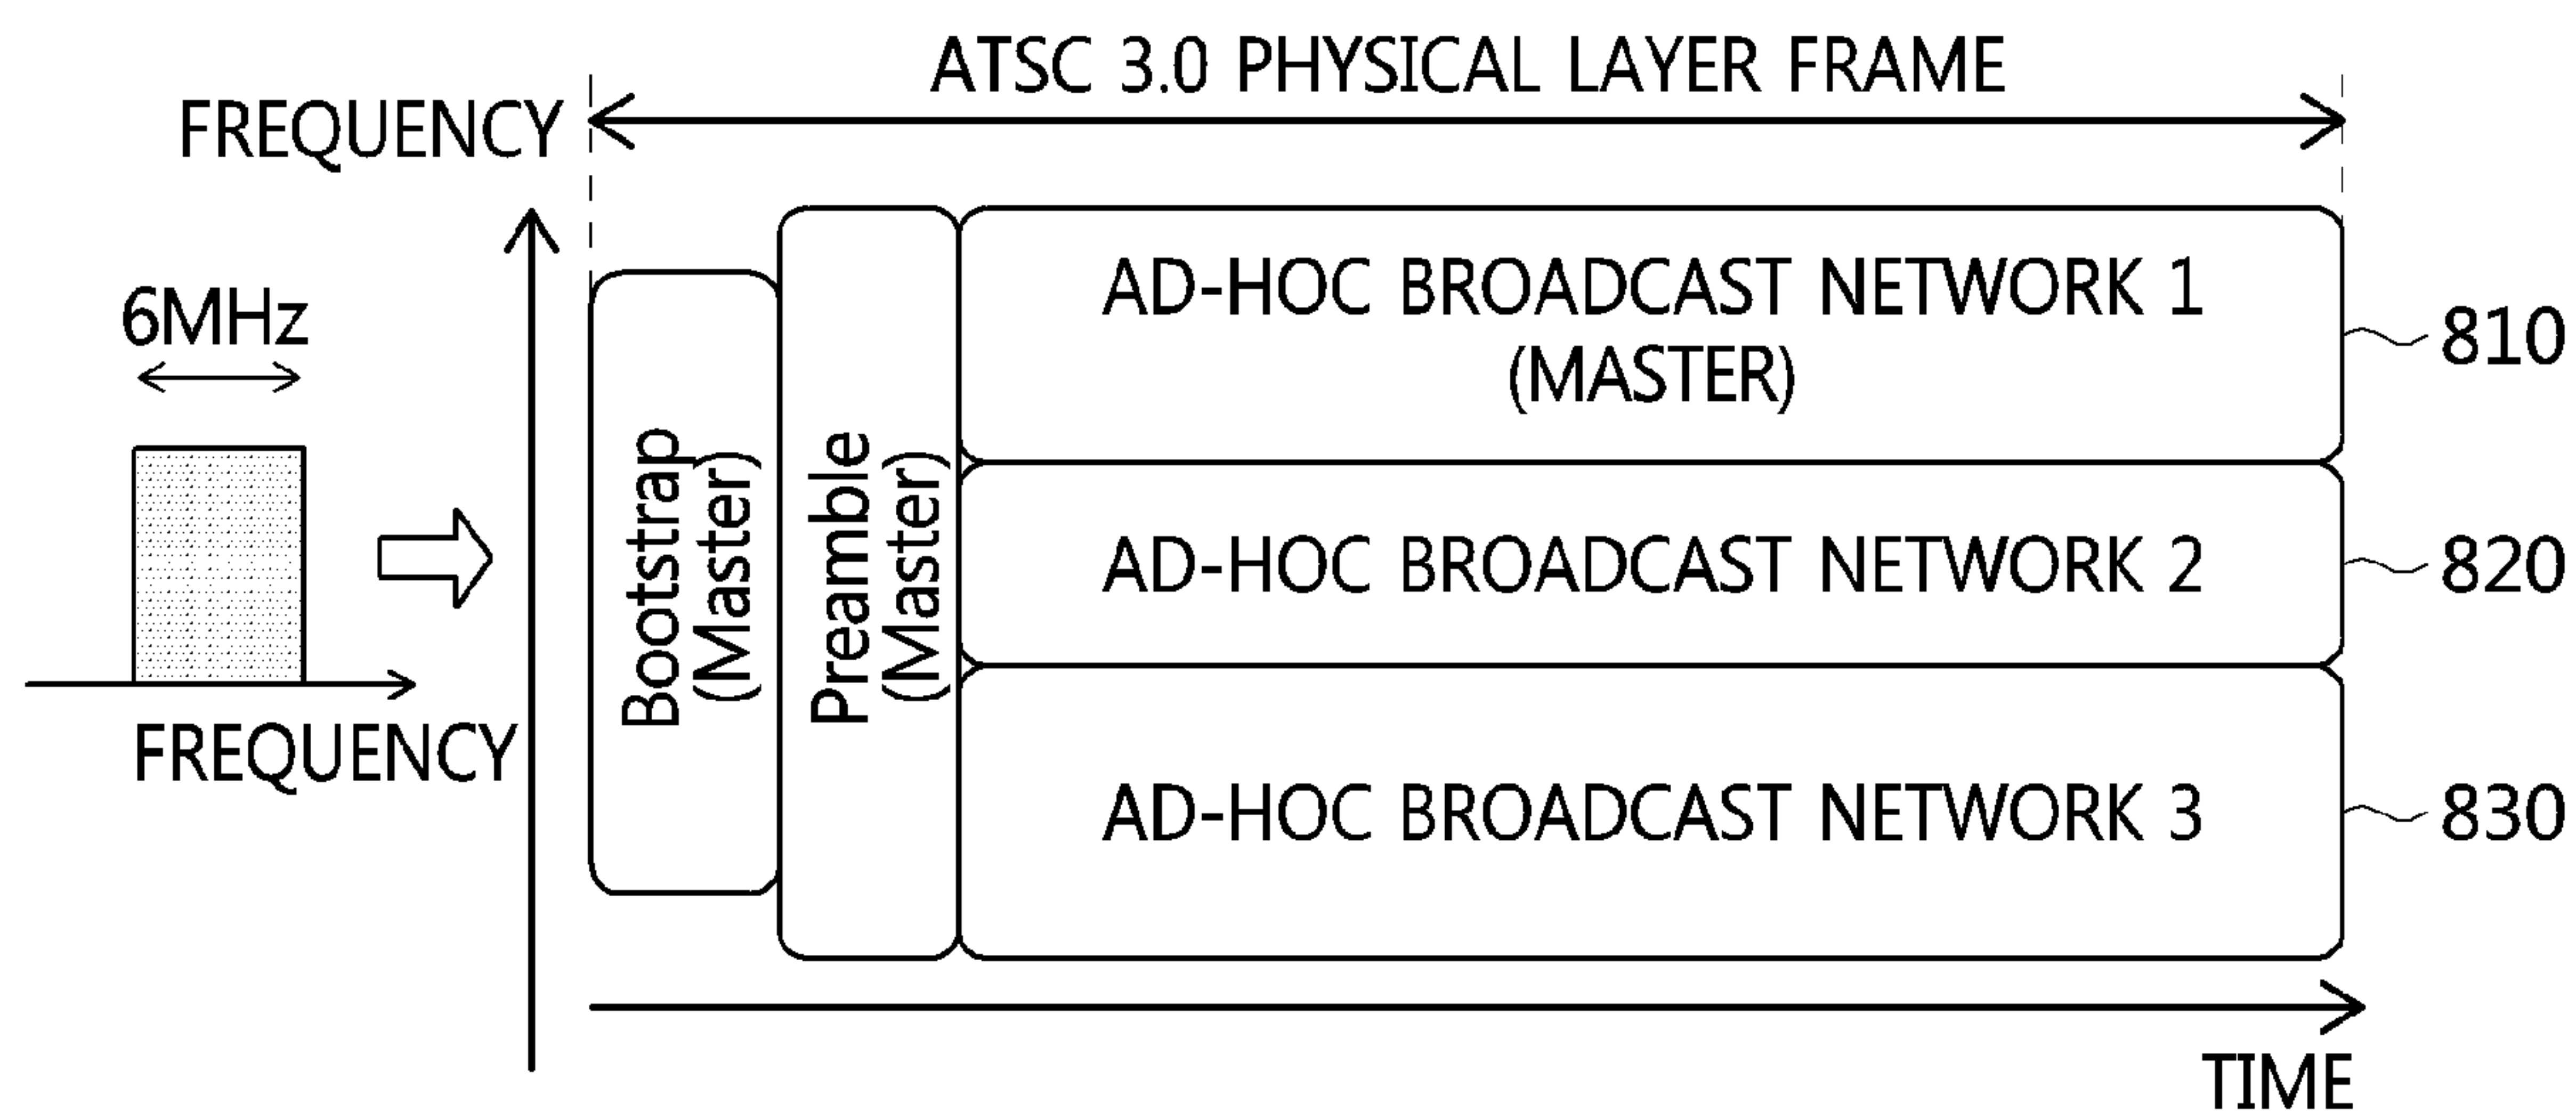 ATSC 3.0 PHYSICAL LAYER FRAME
FREQUENCY
6MHz
FREQUENCY
Bootstrap
(Master)
Preamble
(Master)
AD-HOC BROADCAST NETWORK 1
(MASTER)
810
AD-HOC BROADCAST NETWORK 2
820
AD-HOC BROADCAST NETWORK 3
830
TIME